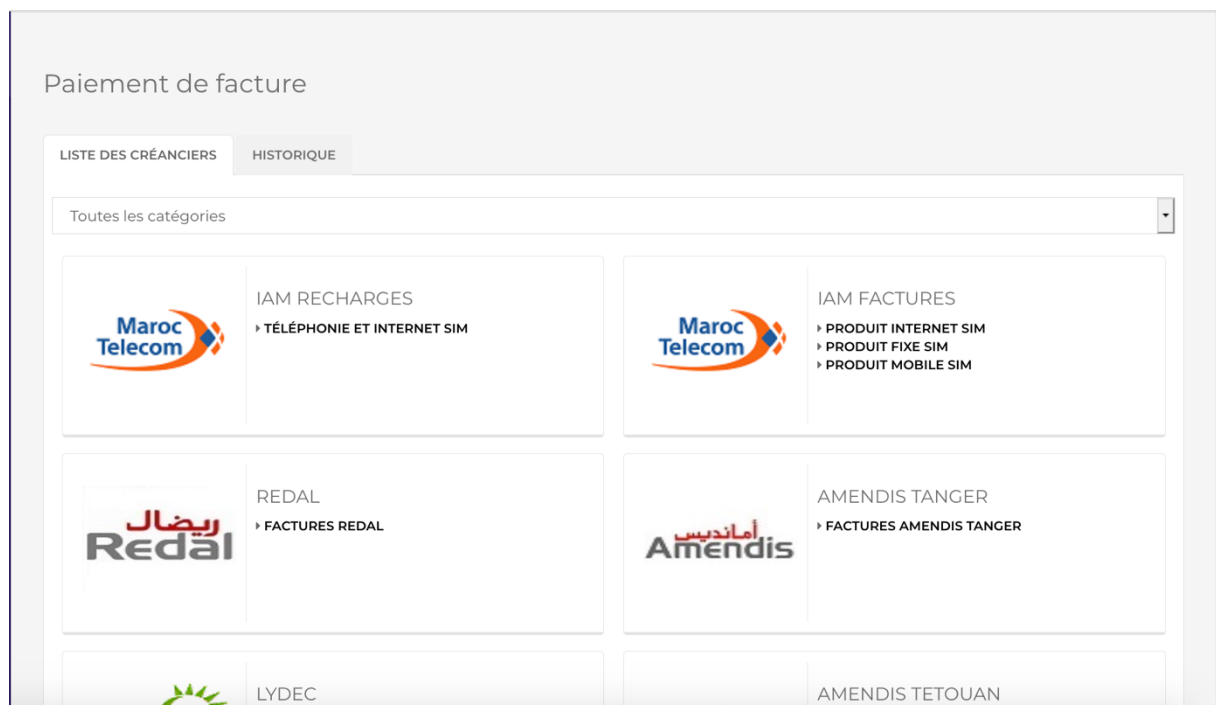 Paiement de facture
LISTE DES CRÉANCIERS
HISTORIQUE
Toutes les catégories
Maroc
Telecom
IAM RECHARGES
TÉLÉPHONIE ET INTERNET SIM
Maroc
Telecom
IAM FACTURES
PRODUIT INTERNET SIM
PRODUIT FIXE SIM
PRODUIT MOBILE SIM
ريضال
Redal
REDAL
FACTURES REDAL
أمانديس
Amendis
AMENDIS TANGER
FACTURES AMENDIS TANGER
LYDEC
AMENDIS TETOUAN